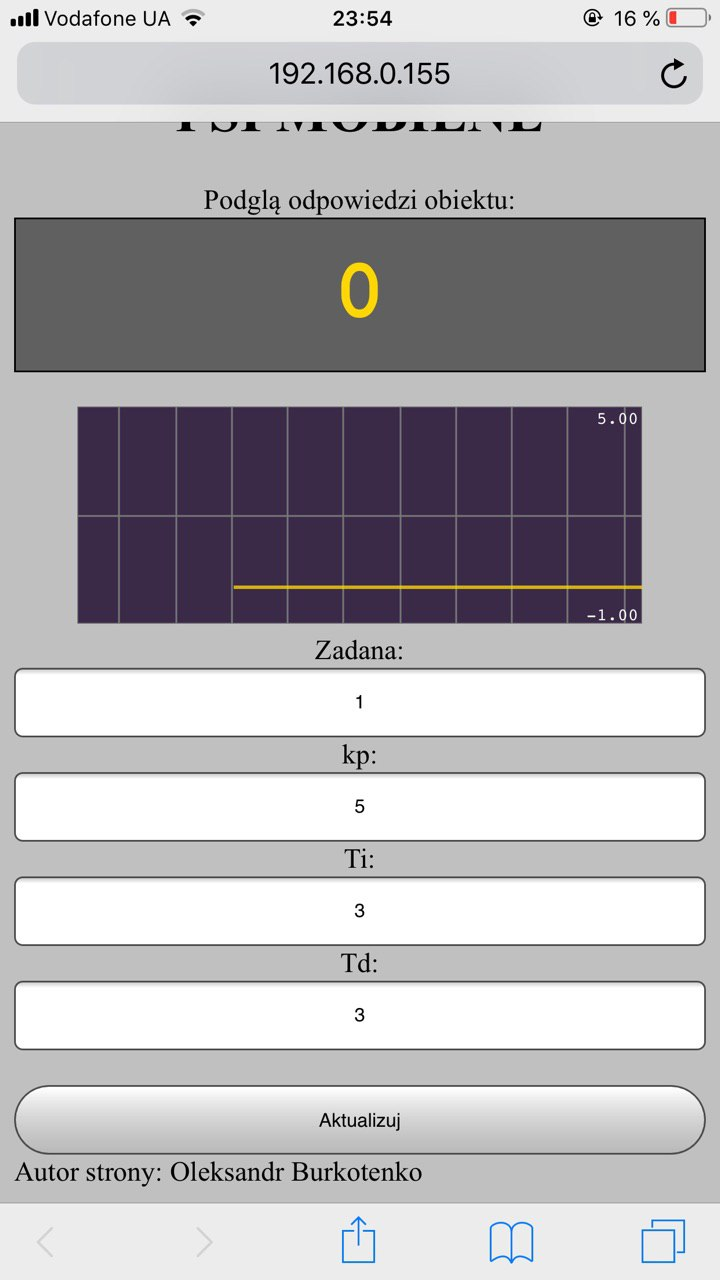 Vodafone UA 23:54 16 %
192.168.0.155
Podglą odpowiedzi obiektu:
0
5.00
-1.00
Zadana:
1
kp:
5
Ti:
3
Td:
3
Aktualizuj
Autor strony: Oleksandr Burkotenko